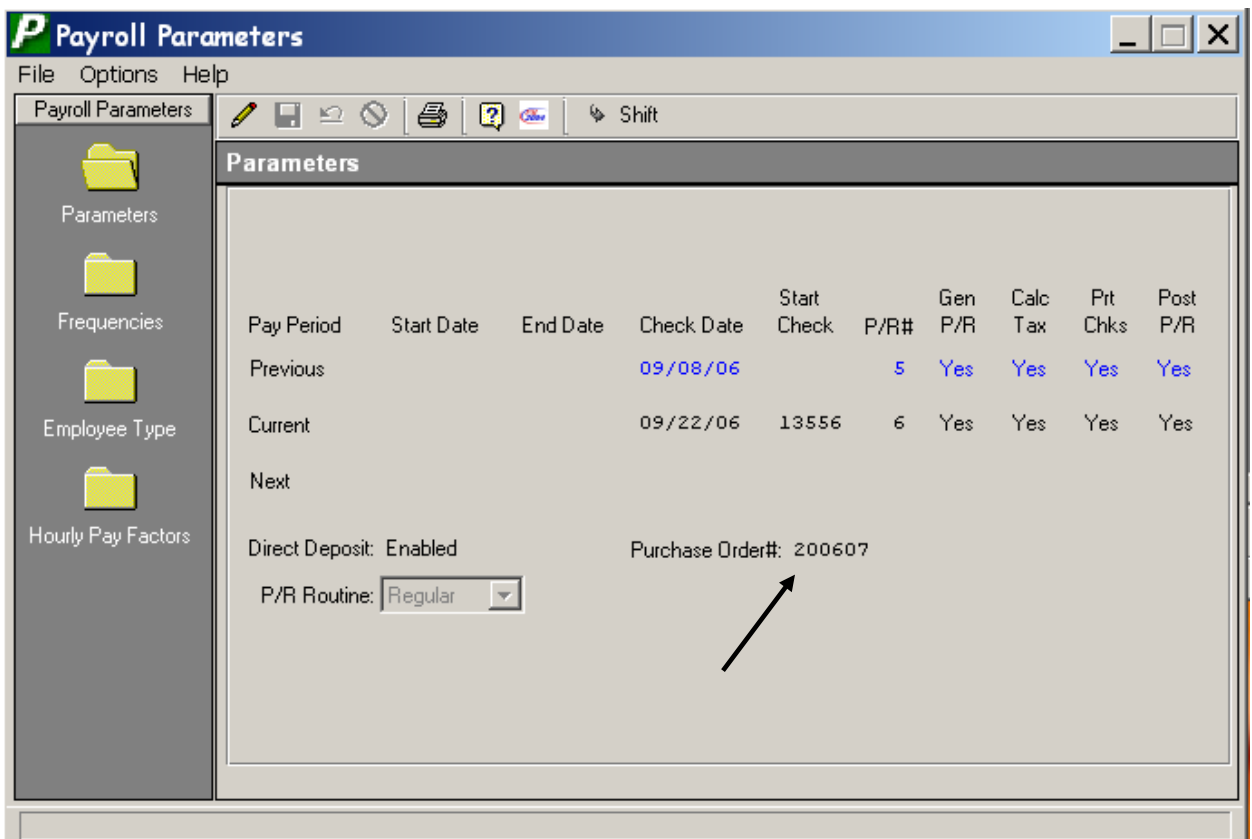 P Payroll Parameters
File Options Help
Payroll Parameters
Shift
Parameters
Parameters
Frequencies
Employee Type
Hourly Pay Factors
Start Gen Calc Prt Post
Pay Period Start Date End Date Check Date Check P/R# P/R Tax Chks P/R
Previous 09/08/06 5 Yes Yes Yes Yes
Current 09/22/06 13556 6 Yes Yes Yes Yes
Next
Direct Deposit: Enabled Purchase Order#: 200607
P/R Routine: Regular